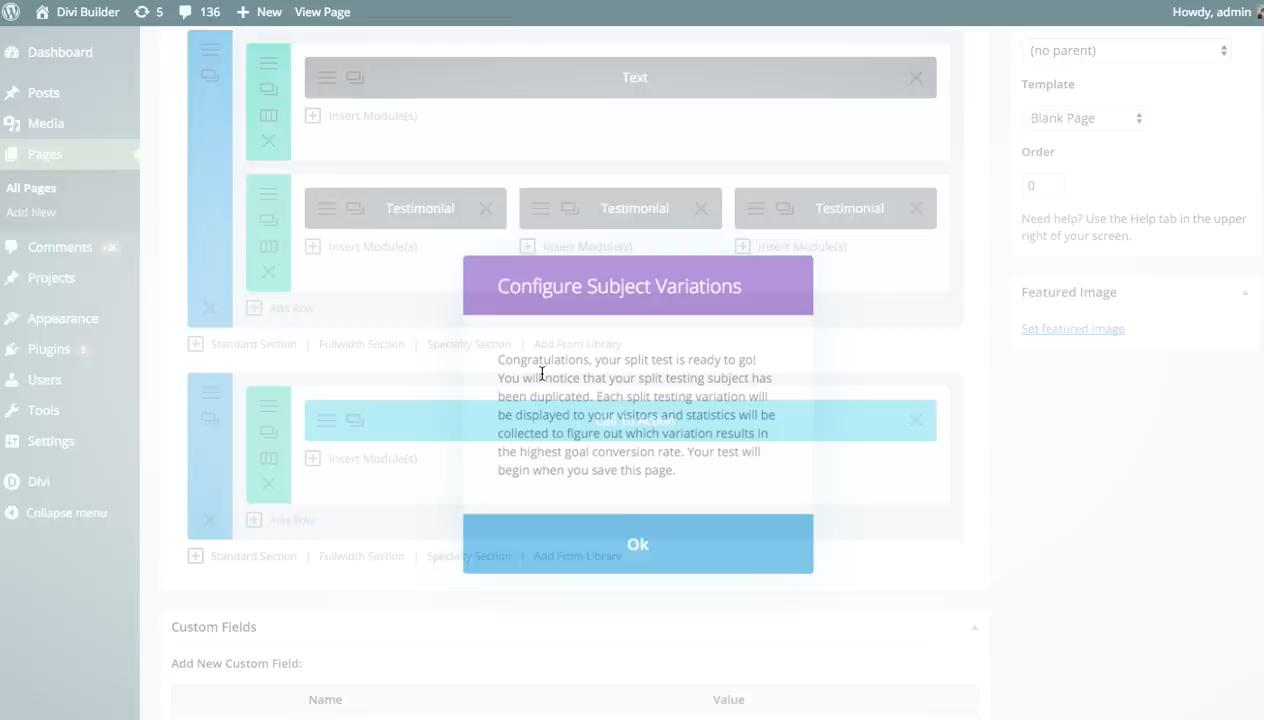 Divi Builder 5 136 New View Page Howdy, admin
Dashboard
Posts
Media
Pages
All Pages
Add New
Comments
Projects
Appearance
Plugins
Users
Tools
Settings
Divi
Collapse menu
Text
Insert Module(s)
Testimonial Testimonial Testimonial
Insert Module(s) Insert Module(s) Insert Module(s)
Add Row
Standard Section | Fullwidth Section | Specialty Section | Add From Library
Call To Action
Insert Module(s)
Add Row
Standard Section | Fullwidth Section | Specialty Section | Add From Library
Configure Subject Variations
Congratulations, your split test is ready to go!
You will notice that your split testing subject has
been duplicated. Each split testing variation will
be displayed to your visitors and statistics will be
collected to figure out which variation results in
the highest goal conversion rate. Your test will
begin when you save this page.
Ok
Custom Fields
Add New Custom Field:
Name Value
(no parent)
Template
Blank Page
Order
0
Need help? Use the Help tab in the upper
right of your screen.
Featured Image
Set featured image